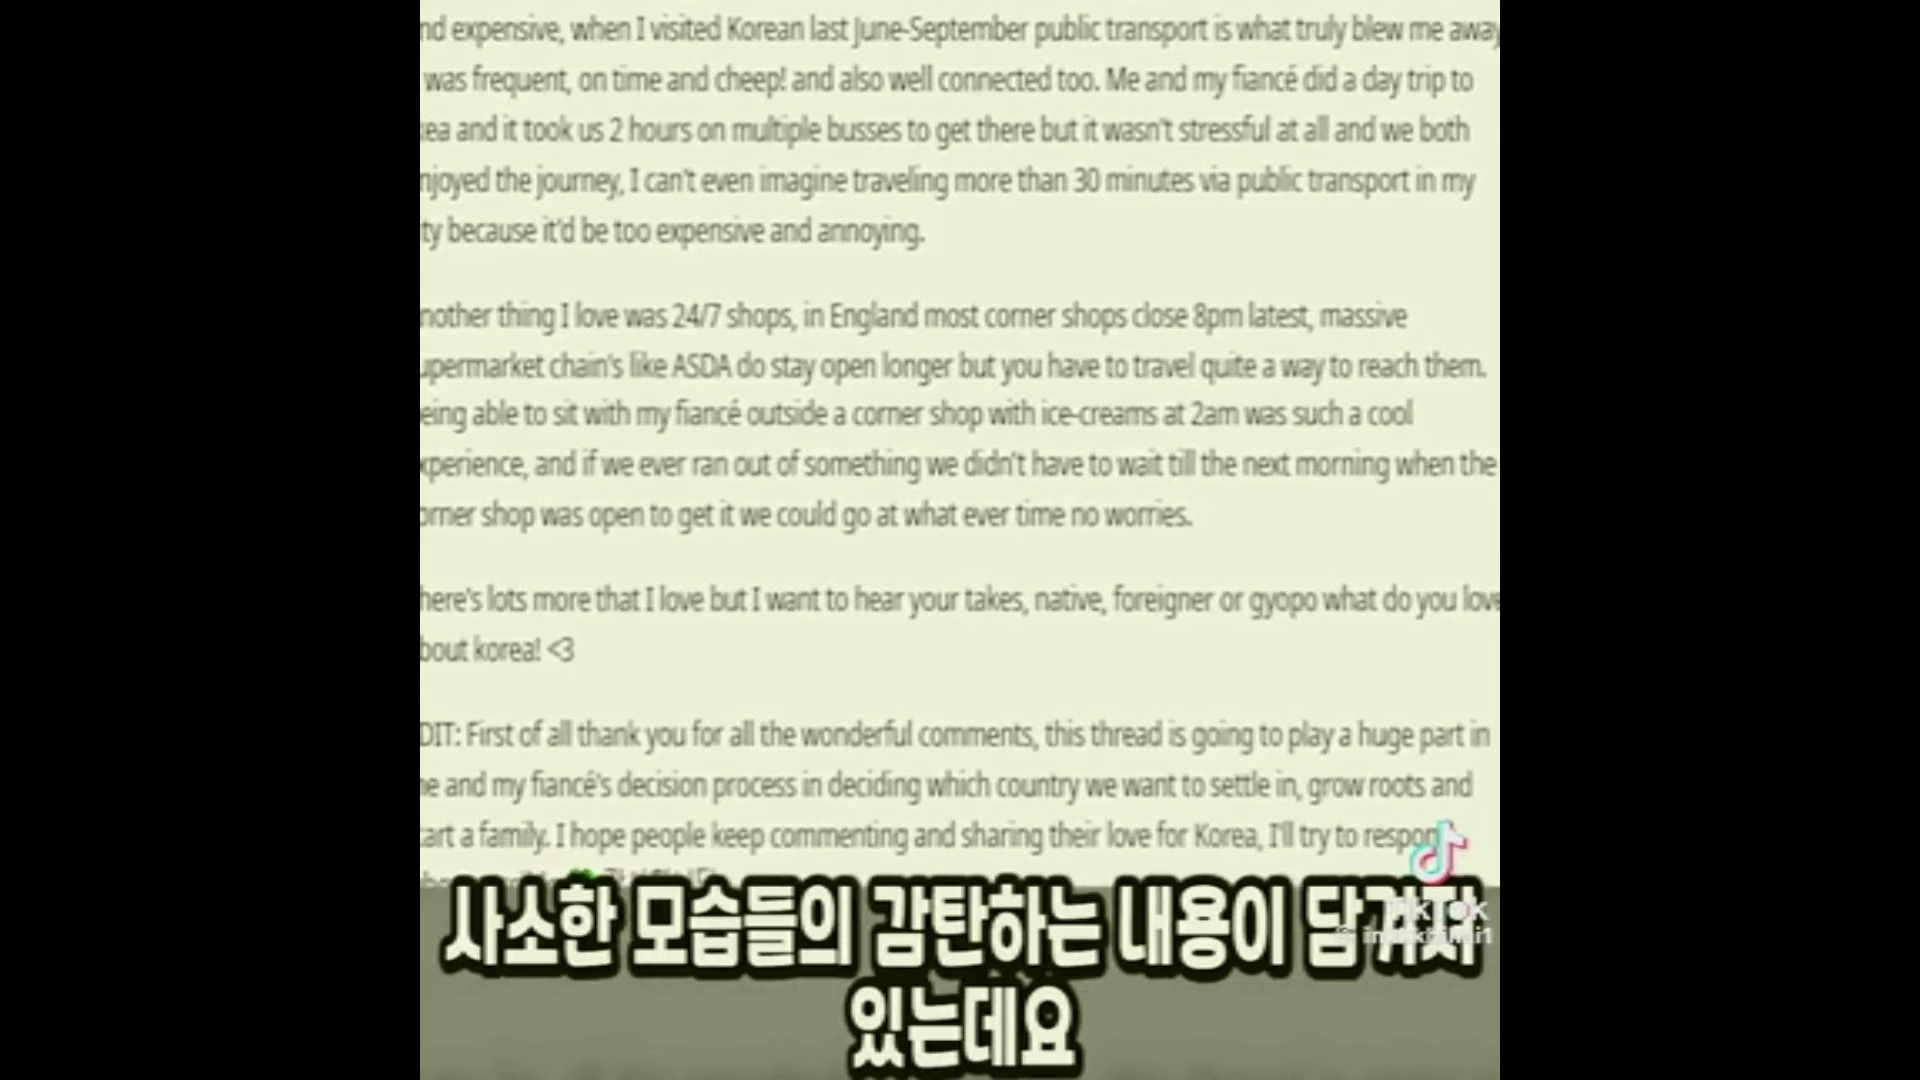 nd expensive, when I visited Korean last June-September public transport is what truly blew me away
was frequent, on time and cheep! and also well connected too. Me and my fiancé did a day trip to
kea and it took us 2 hours on multiple busses to get there but it wasn't stressful at all and we both
njoyed the journey, I can't even imagine traveling more than 30 minutes via public transport in my
ty because it'd be too expensive and annoying.
nother thing I love was 24/7 shops, in England most corner shops close 8pm latest, massive
upermarket chain's like ASDA do stay open longer but you have to travel quite a way to reach them.
eing able to sit with my fiancé outside a corner shop with ice-creams at 2am was such a cool
xperience, and if we ever ran out of something we didn't have to wait till the next morning when the
orner shop was open to get it we could go at what ever time no worries.
here's lots more that I love but I want to hear your takes, native, foreigner or gyopo what do you love
bout korea! <3
DIT: First of all thank you for all the wonderful comments, this thread is going to play a huge part in
ne and my fiancé's decision process in deciding which country we want to settle in, grow roots and
tart a family. I hope people keep commenting and sharing their love for Korea, I'll try to respon
사소한 모습들의 감탄하는 내용이 담겨져
있는데요
TikTok